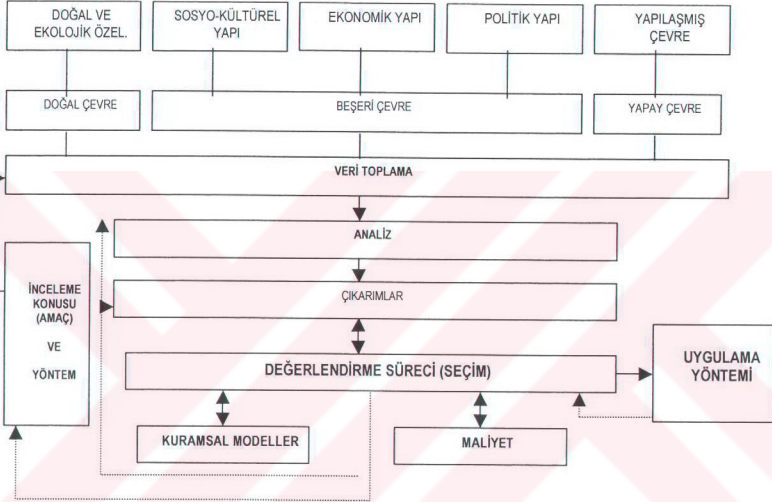 DOĞAL VE
EKOLOJİK ÖZEL.
SOSYO-KÜLTÜREL
YAPI
EKONOMİK YAPI
POLİTİK YAPI
YAPILAŞMIŞ
ÇEVRE
DOĞAL ÇEVRE
BEŞERİ ÇEVRE
YAPAY ÇEVRE
VERİ TOPLAMA
ANALİZ
İNCELEME
KONUSU
(AMAÇ)
VE
YÖNTEM
ÇIKARIMLAR
DEĞERLENDİRME SÜRECİ (SEÇİM)
UYGULAMA
YÖNTEMİ
KURAMSAL MODELLER
MALİYET